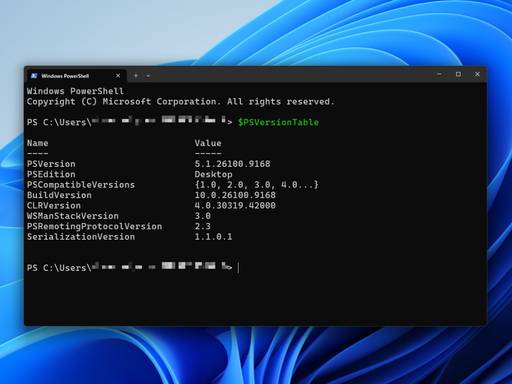 Windows PowerShell
Windows PowerShell
Copyright (C) Microsoft Corporation. All rights reserved.
PS C:\Users\ > $PSVersionTable
Name Value
---- -----
PSVersion 5.1.26100.9168
PSEdition Desktop
PSCompatibleVersions {1.0, 2.0, 3.0, 4.0...}
BuildVersion 10.0.26100.9168
CLRVersion 4.0.30319.42000
WSManStackVersion 3.0
PSRemotingProtocolVersion 2.3
SerializationVersion 1.1.0.1
PS C:\Users\ >